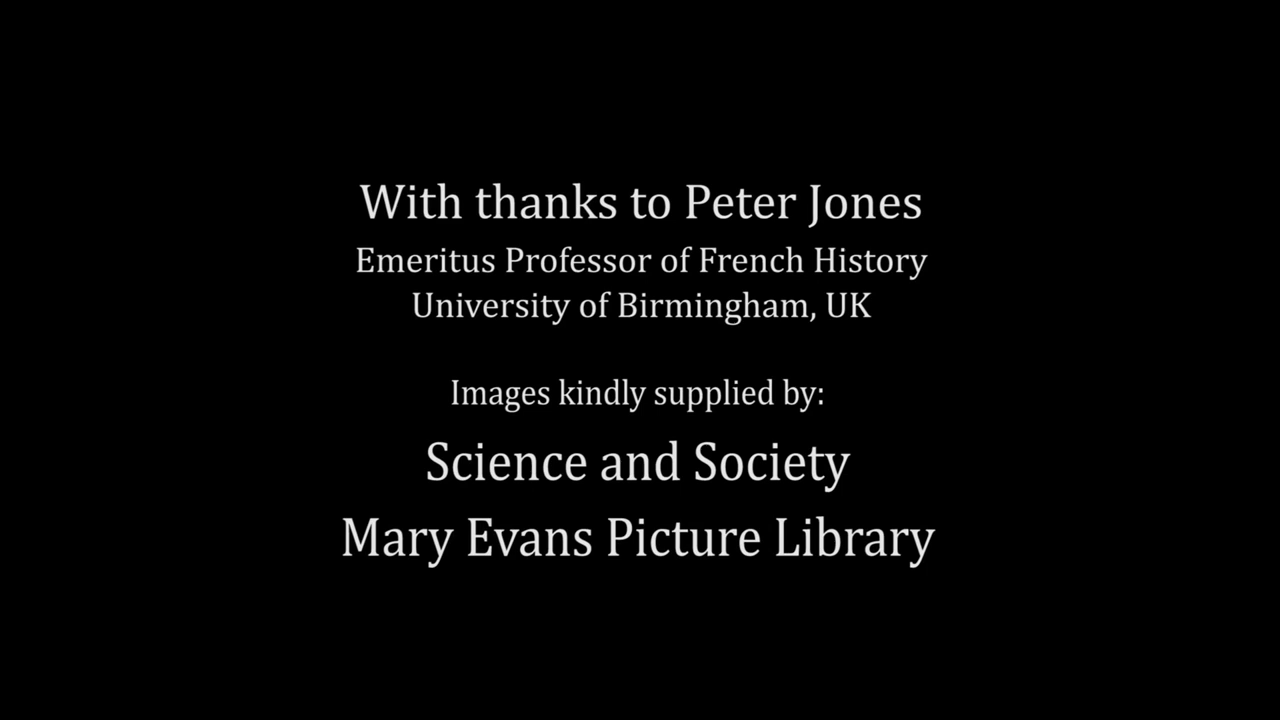 With thanks to Peter Jones
Emeritus Professor of French History
University of Birmingham, UK
Images kindly supplied by:
Science and Society
Mary Evans Picture Library